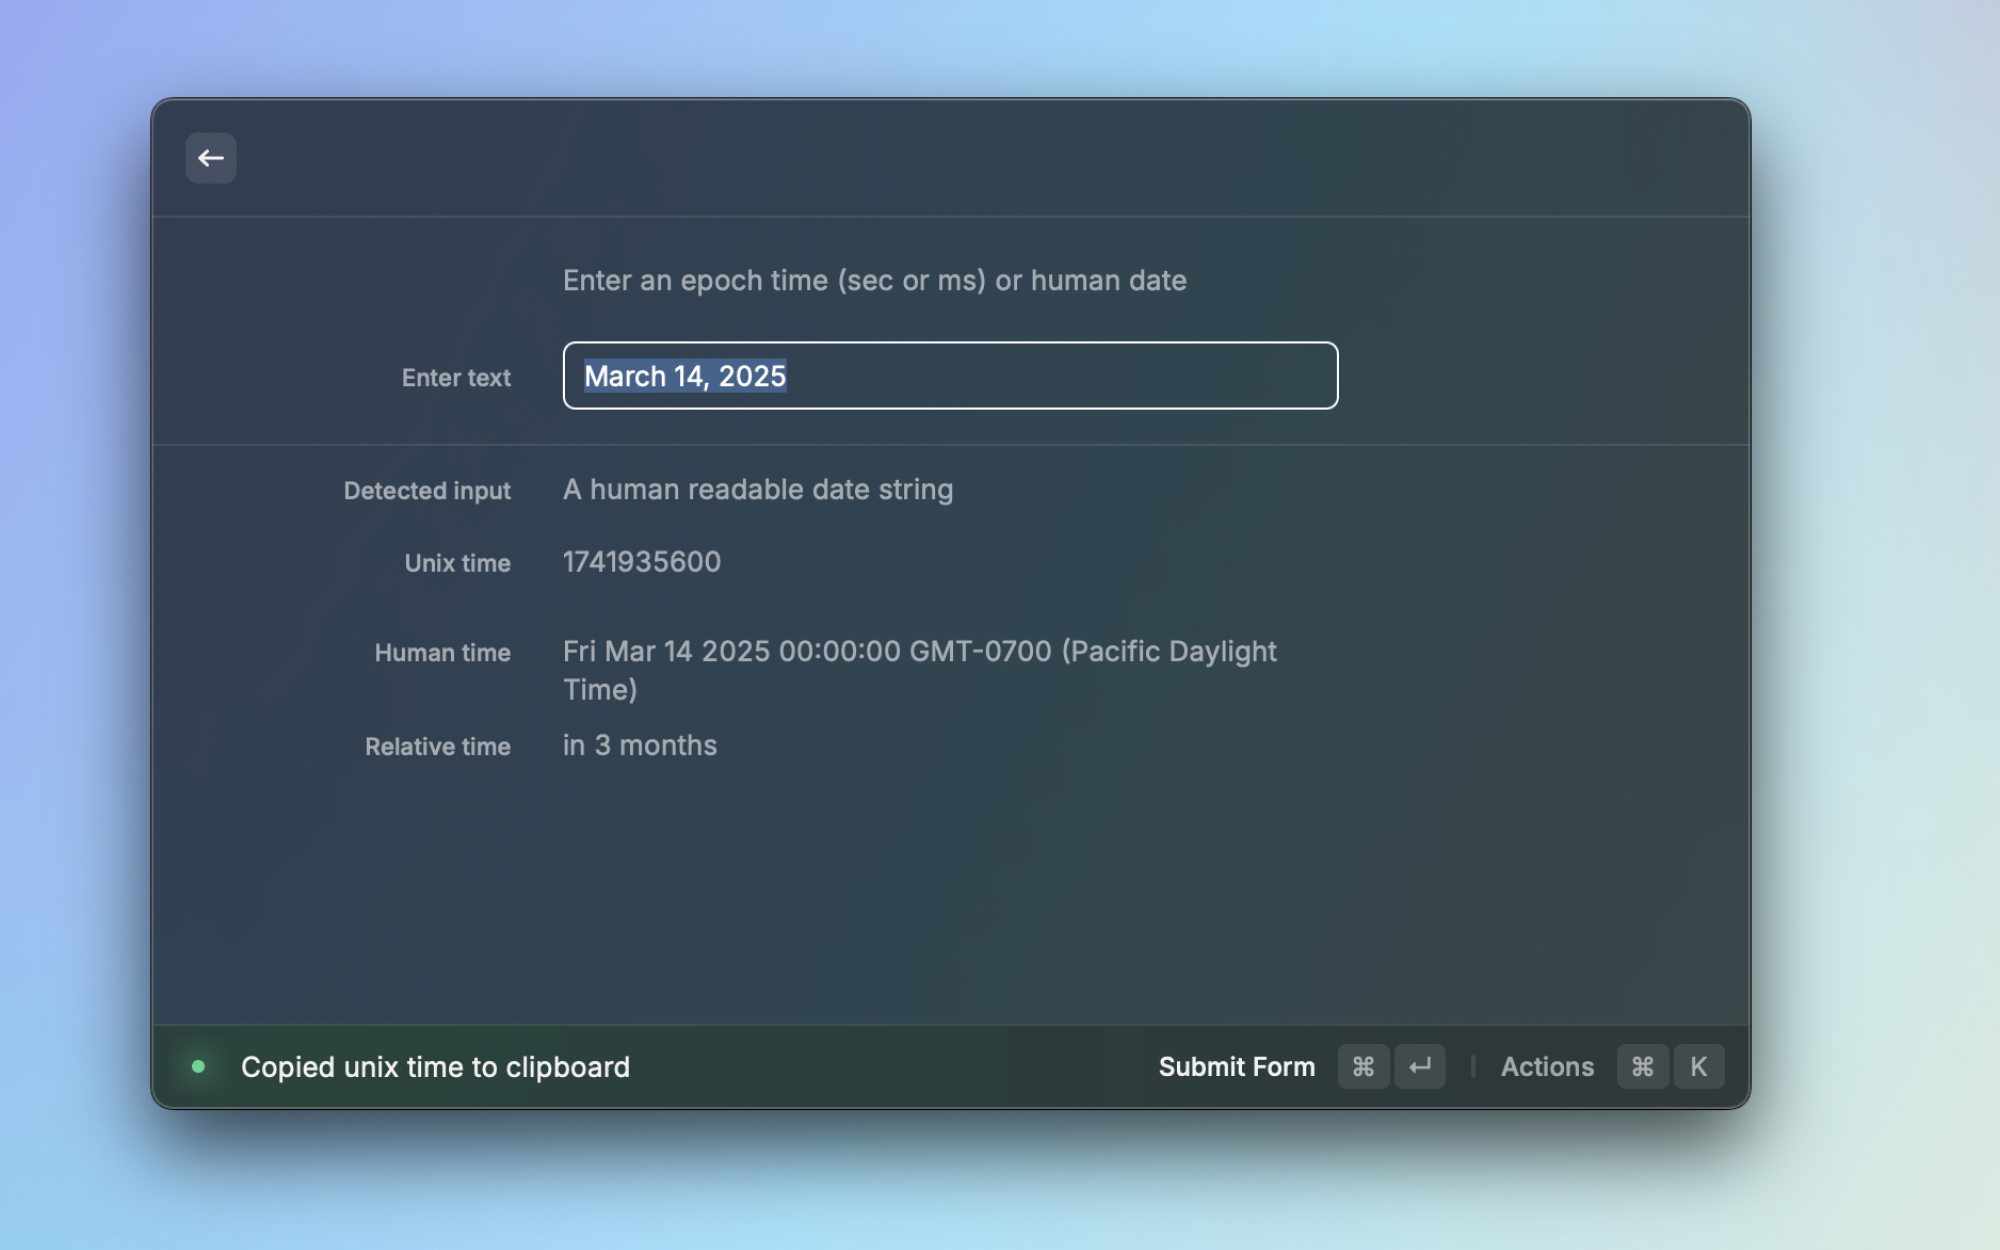 Enter an epoch time (sec or ms) or human date
Enter text
March 14, 2025
Detected input
A human readable date string
Unix time
1741935600
Human time
Fri Mar 14 2025 00:00:00 GMT-0700 (Pacific Daylight
Time)
Relative time
in 3 months
Copied unix time to clipboard
Submit Form ⌘ ↵
Actions ⌘ K